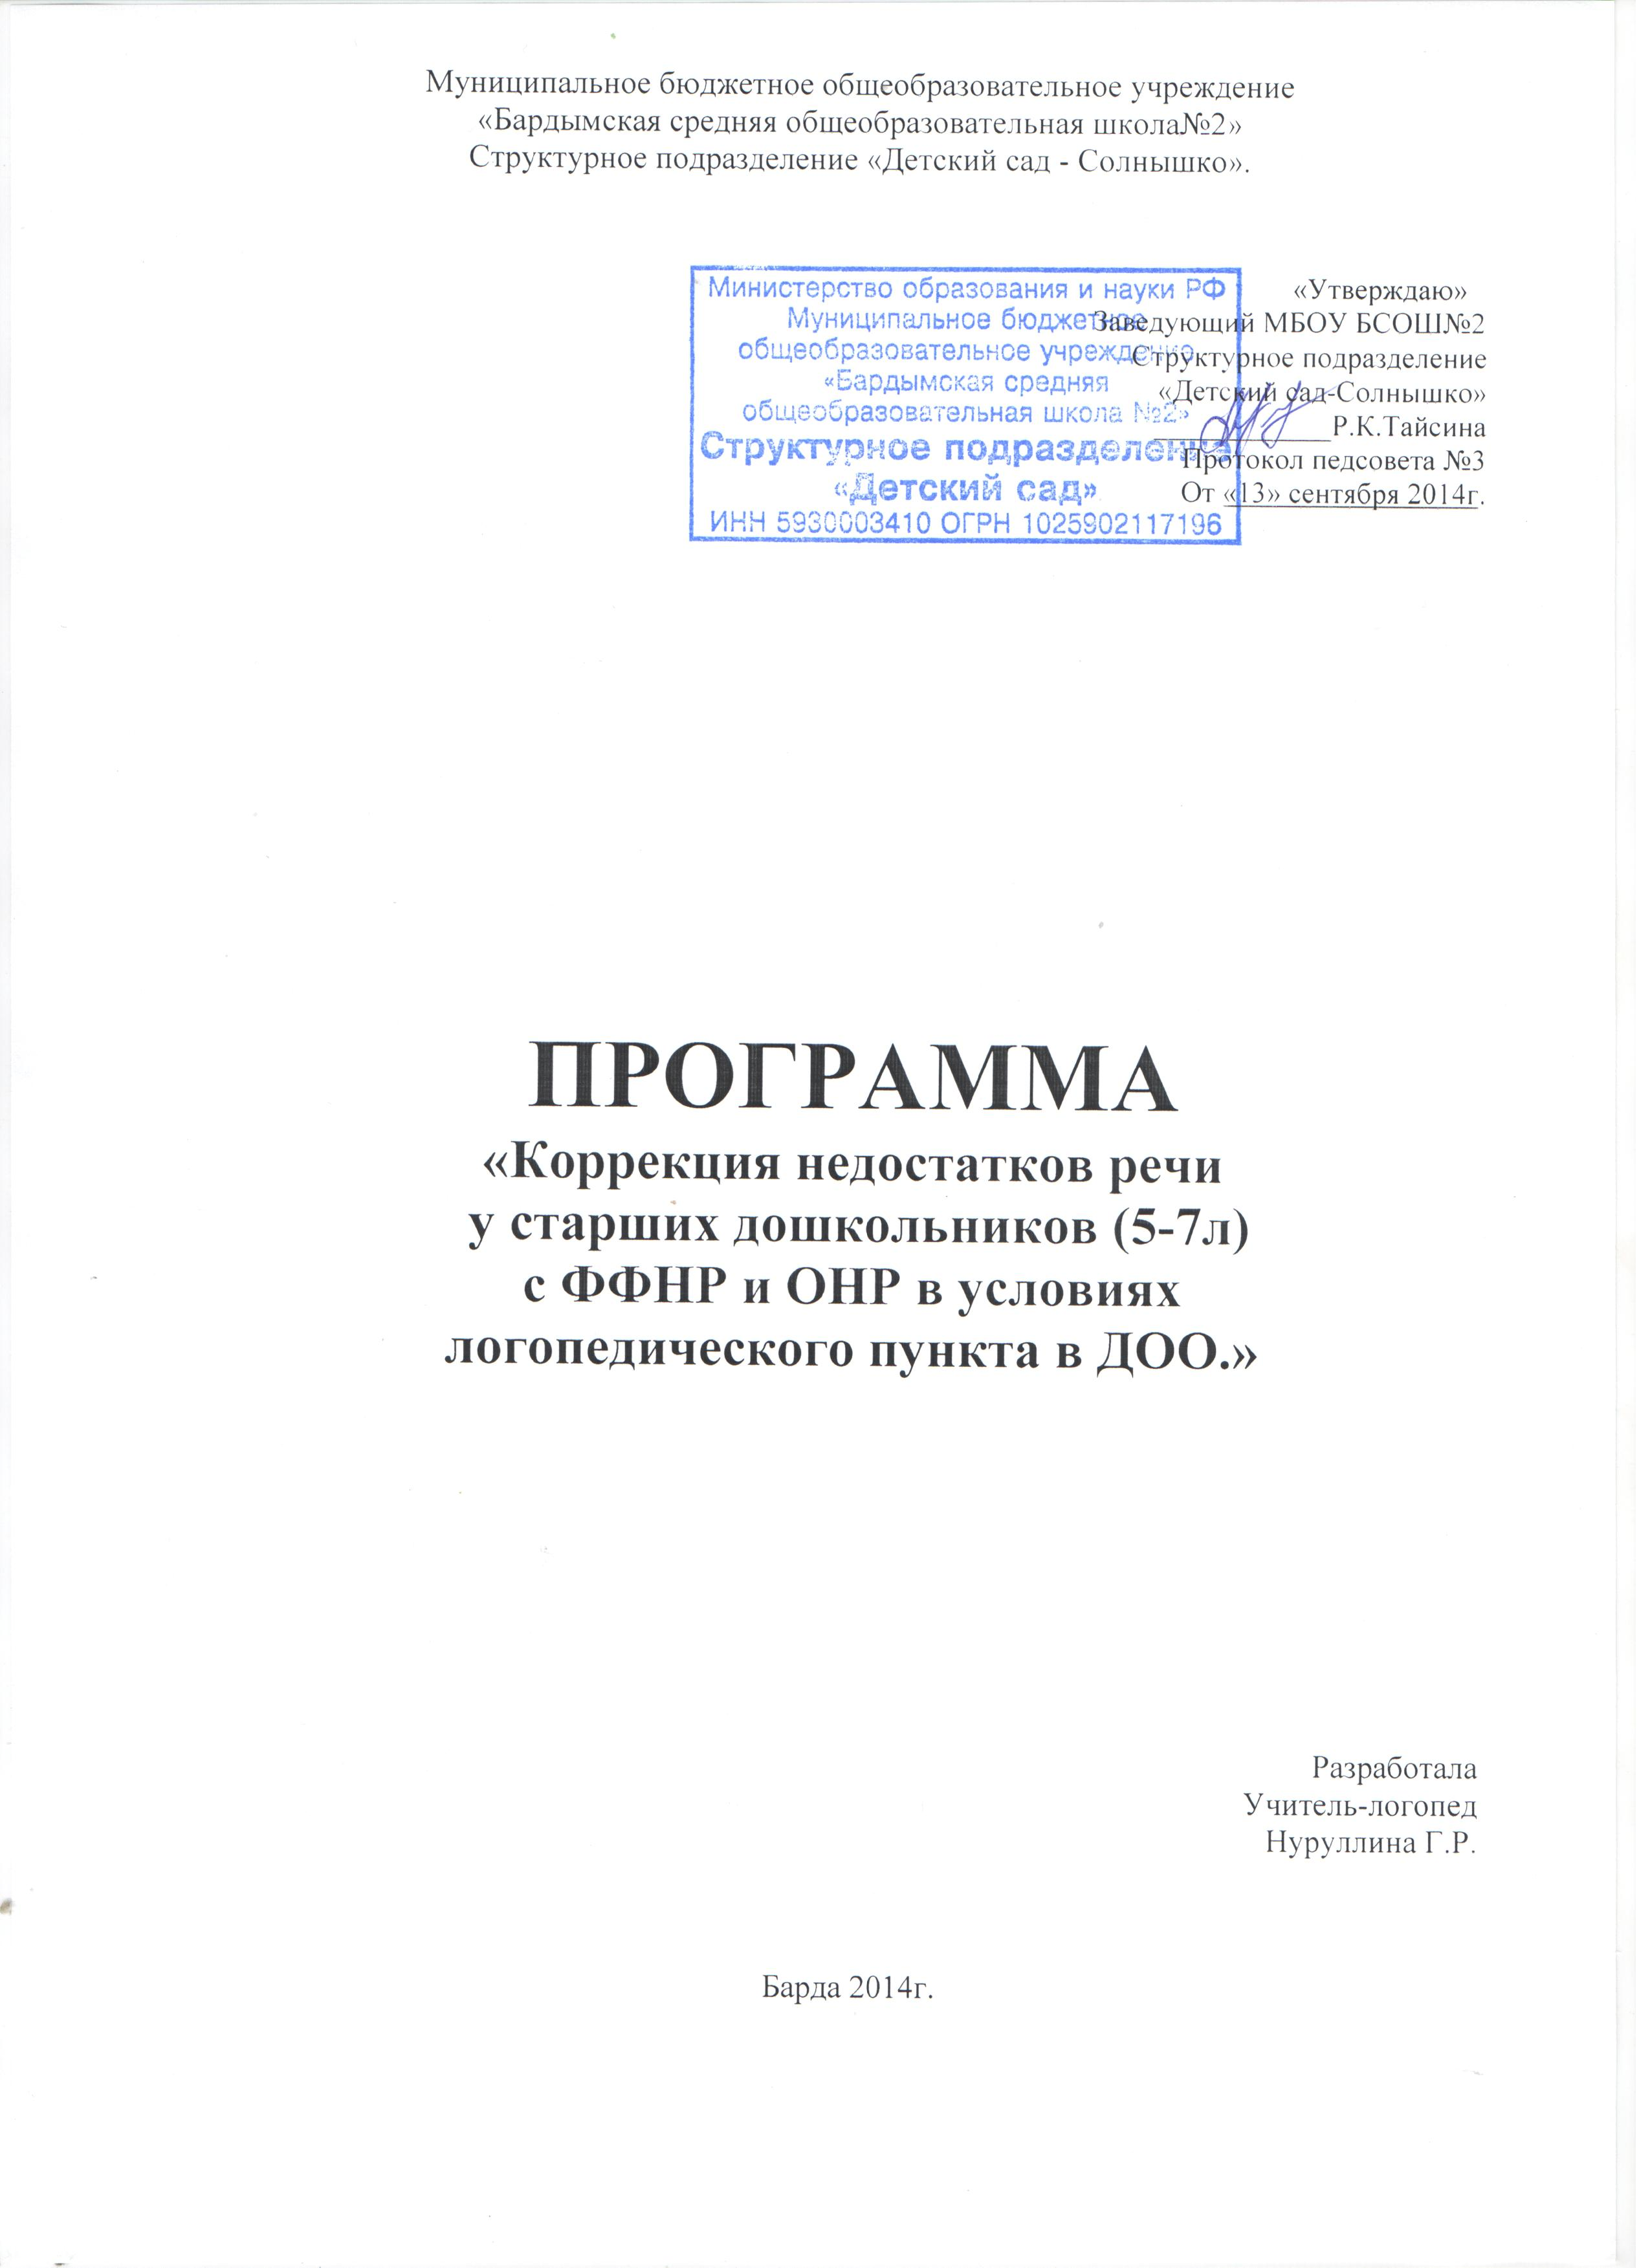 Муниципальное бюджетное общеобразовательное учреждение
«Бардымская средняя общеобразовательная школа№2»
Структурное подразделение «Детский сад - Солнышко».
Министерство образования и науки РФ
Муниципальное бюджетное
общеобразовательное учреждение
«Бардымская средняя
общеобразовательная школа №2»
Структурное подразделение
«Детский сад»
ИНН 5930003410 ОГРН 1025902117196
«Утверждаю»
Заведующий МБОУ БСОШ№2
Структурное подразделение
«Детский сад-Солнышко»
____________Р.К.Тайсина
Протокол педсовета №3
От «13» сентября 2014г.
ПРОГРАММА
«Коррекция недостатков речи
у старших дошкольников (5-7л)
с ФФНР и ОНР в условиях
логопедического пункта в ДОО.»
Разработала
Учитель-логопед
Нуруллина Г.Р.
Барда 2014г.